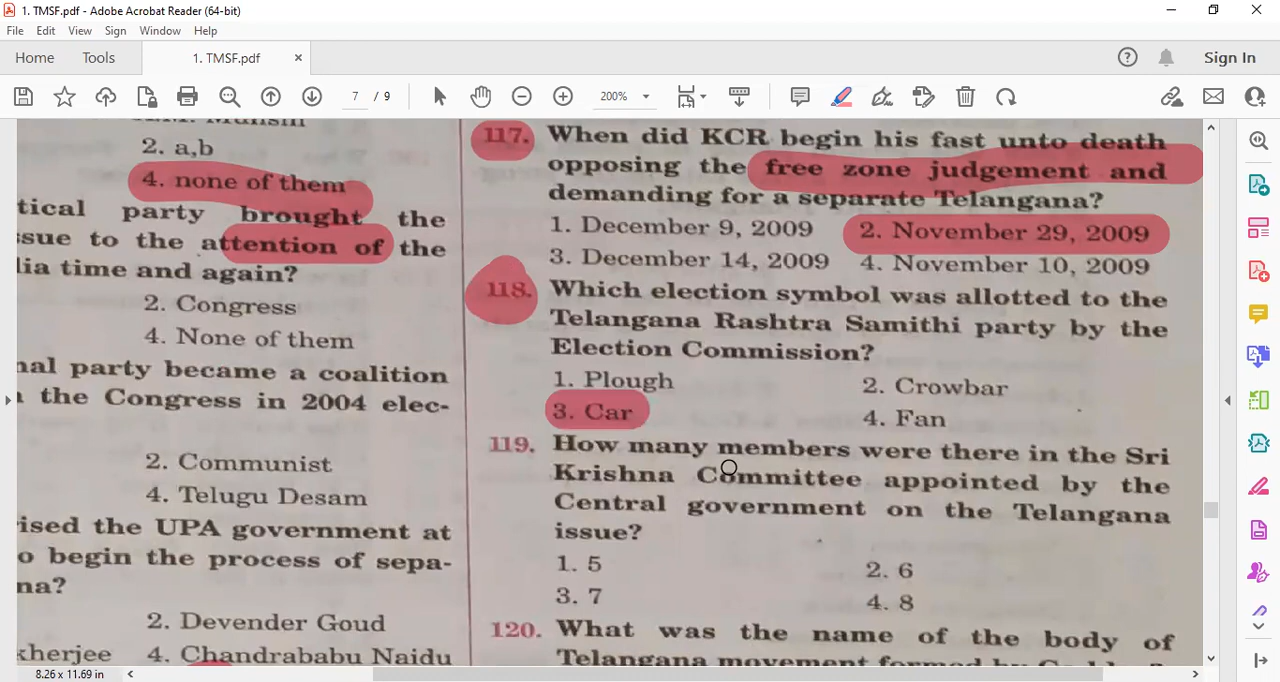 1. TMSF.pdf - Adobe Acrobat Reader (64-bit)
File Edit View Sign Window Help
Home Tools 1. TMSF.pdf × Sign In
7 / 9 200%
2. a,b
4. none of them
tical party brought the
ssue to the attention of the
lia time and again?
2. Congress
4. None of them
nal party became a coalition
the Congress in 2004 elec-
2. Communist
4. Telugu Desam
ised the UPA government at
o begin the process of sepa-
na?
2. Devender Goud
kherjee 4. Chandrababu Naidu
117. When did KCR begin his fast unto death
opposing the free zone judgement and
demanding for a separate Telangana?
1. December 9, 2009 2. November 29, 2009
3. December 14, 2009 4. November 10, 2009
118. Which election symbol was allotted to the
Telangana Rashtra Samithi party by the
Election Commission?
1. Plough 2. Crowbar
3. Car 4. Fan
119. How many members were there in the Sri
Krishna Committee appointed by the
Central government on the Telangana
issue?
1. 5 2. 6
3. 7 4. 8
120. What was the name of the body of
Telangana movement formed by
8.26 x 11.69 in